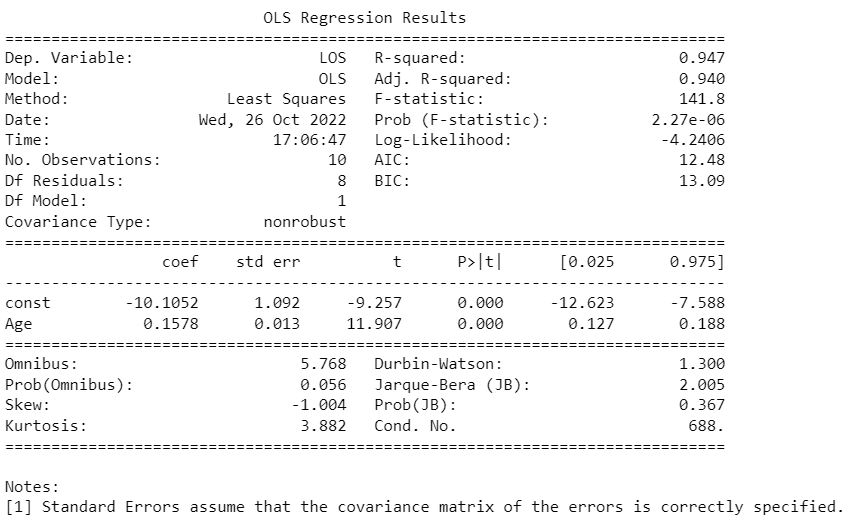 OLS Regression Results
==============================================================================
Dep. Variable:                    LOS   R-squared:                       0.947
Model:                            OLS   Adj. R-squared:                  0.940
Method:                 Least Squares   F-statistic:                     141.8
Date:                Wed, 26 Oct 2022   Prob (F-statistic):           2.27e-06
Time:                        17:06:47   Log-Likelihood:                -4.2406
No. Observations:                  10   AIC:                             12.48
Df Residuals:                       8   BIC:                             13.09
Df Model:                           1
Covariance Type:            nonrobust
==============================================================================
                 coef    std err          t      P>|t|      [0.025      0.975]
------------------------------------------------------------------------------
const        -10.1052      1.092     -9.257      0.000     -12.623      -7.588
Age            0.1578      0.013     11.907      0.000       0.127       0.188
==============================================================================
Omnibus:                        5.768   Durbin-Watson:                   1.300
Prob(Omnibus):                  0.056   Jarque-Bera (JB):                2.005
Skew:                          -1.004   Prob(JB):                        0.367
Kurtosis:                       3.882   Cond. No.                         688.
==============================================================================
Notes:
[1] Standard Errors assume that the covariance matrix of the errors is correctly specified.